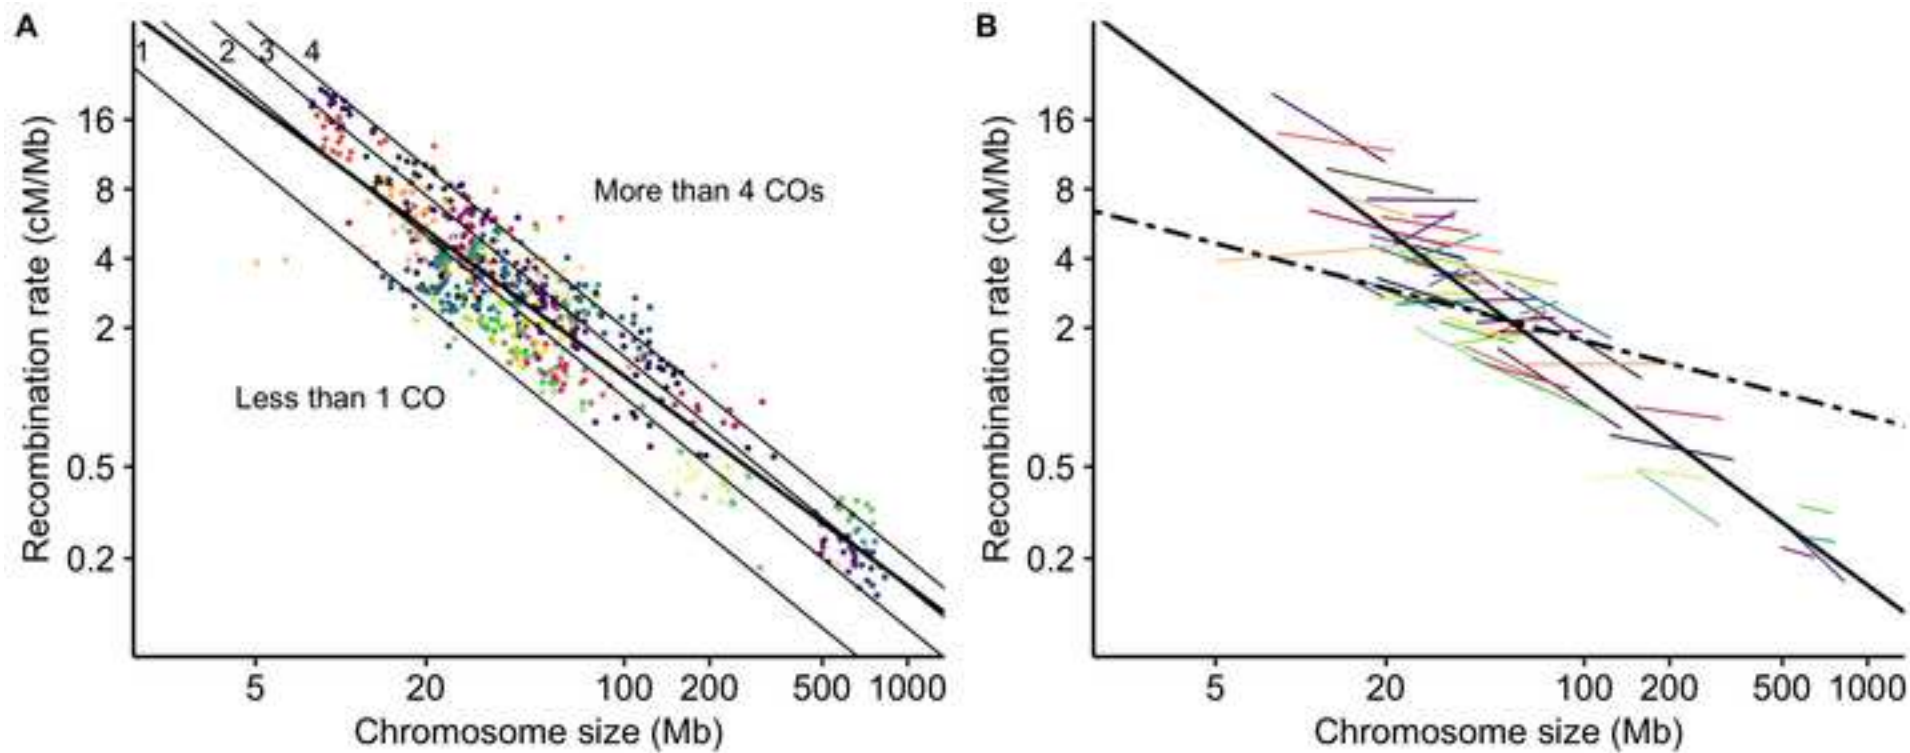 A
1 2 3 4
16
8
4
2
0.5
0.2
Recombination rate (cM/Mb)
More than 4 COs
Less than 1 CO
5 20 100 200 500 1000
Chromosome size (Mb)
B
16
8
4
2
0.5
0.2
Recombination rate (cM/Mb)
5 20 100 200 500 1000
Chromosome size (Mb)